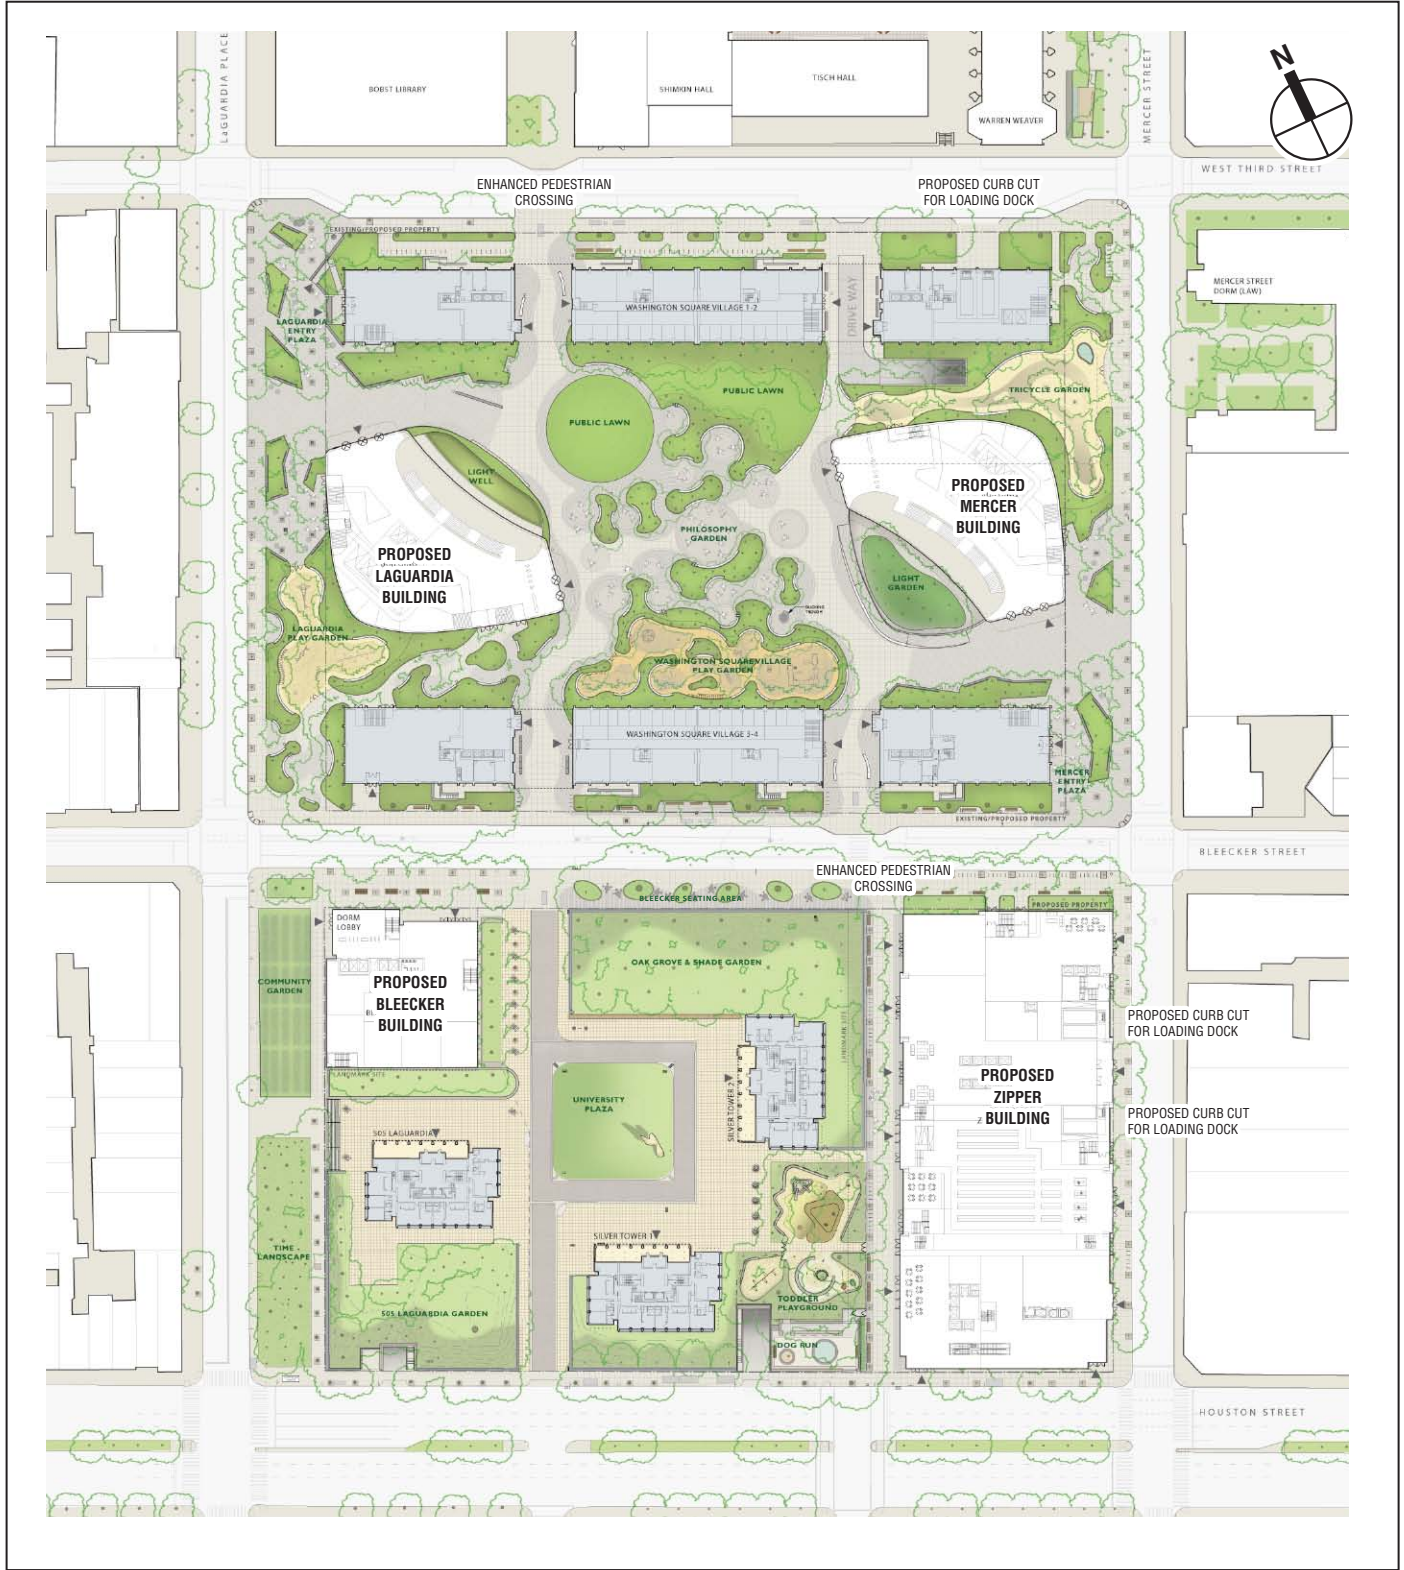 LaGUARDIA PLACE
BOBST LIBRARY
SHIMKIN HALL
TISCH HALL
WARREN WEAVER
MERCER STREET
N
WEST THIRD STREET
ENHANCED PEDESTRIAN
CROSSING
PROPOSED CURB CUT
FOR LOADING DOCK
EXISTING/PROPOSED PROPERTY
MERCER STREET
DORM (LAW)
WASHINGTON SQUARE VILLAGE 1-2
DRIVE WAY
LAGUARDIA
ENTRY
PLAZA
PUBLIC LAWN
TRICYCLE GARDEN
PUBLIC LAWN
LIGHT
WELL
PROPOSED
MERCER
BUILDING
PHILOSOPHY
GARDEN
PROPOSED
LAGUARDIA
BUILDING
LIGHT
GARDEN
LAGUARDIA
PLAY GARDEN
WASHINGTON SQUARE VILLAGE
PLAY GARDEN
WASHINGTON SQUARE VILLAGE 3-4
MERCER
ENTRY
PLAZA
EXISTING/PROPOSED PROPERTY
BLEECKER STREET
ENHANCED PEDESTRIAN
CROSSING
BLEECKER SEATING AREA
PROPOSED PROPERTY
DORM
LOBBY
OAK GROVE & SHADE GARDEN
COMMUNITY
GARDEN
PROPOSED
BLEECKER
BUILDING
LANDMARK SITE
PROPOSED CURB CUT
FOR LOADING DOCK
LANDMARK SITE
PROPOSED
ZIPPER
BUILDING
UNIVERSITY
PLAZA
SILVER TOWER 2
PROPOSED CURB CUT
FOR LOADING DOCK
505 LAGUARDIA
SILVER TOWER 1
TIME
LANDSCAPE
505 LAGUARDIA GARDEN
TODDLER
PLAYGROUND
DOG RUN
HOUSTON STREET